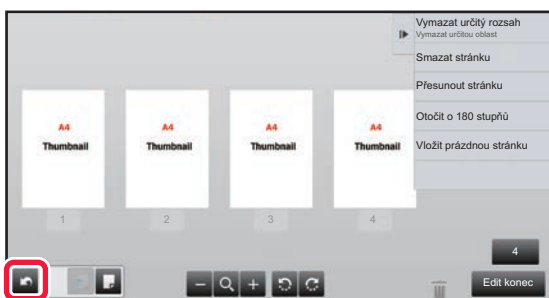 Vymazat určitý rozsah
Vymazat určitou oblast
Smazat stránku
Přesunout stránku
Otočit o 180 stupňů
Vložit prázdnou stránku
A4
Thumbnail
A4
Thumbnail
A4
Thumbnail
A4
Thumbnail
1
2
3
4
4
Edit konec